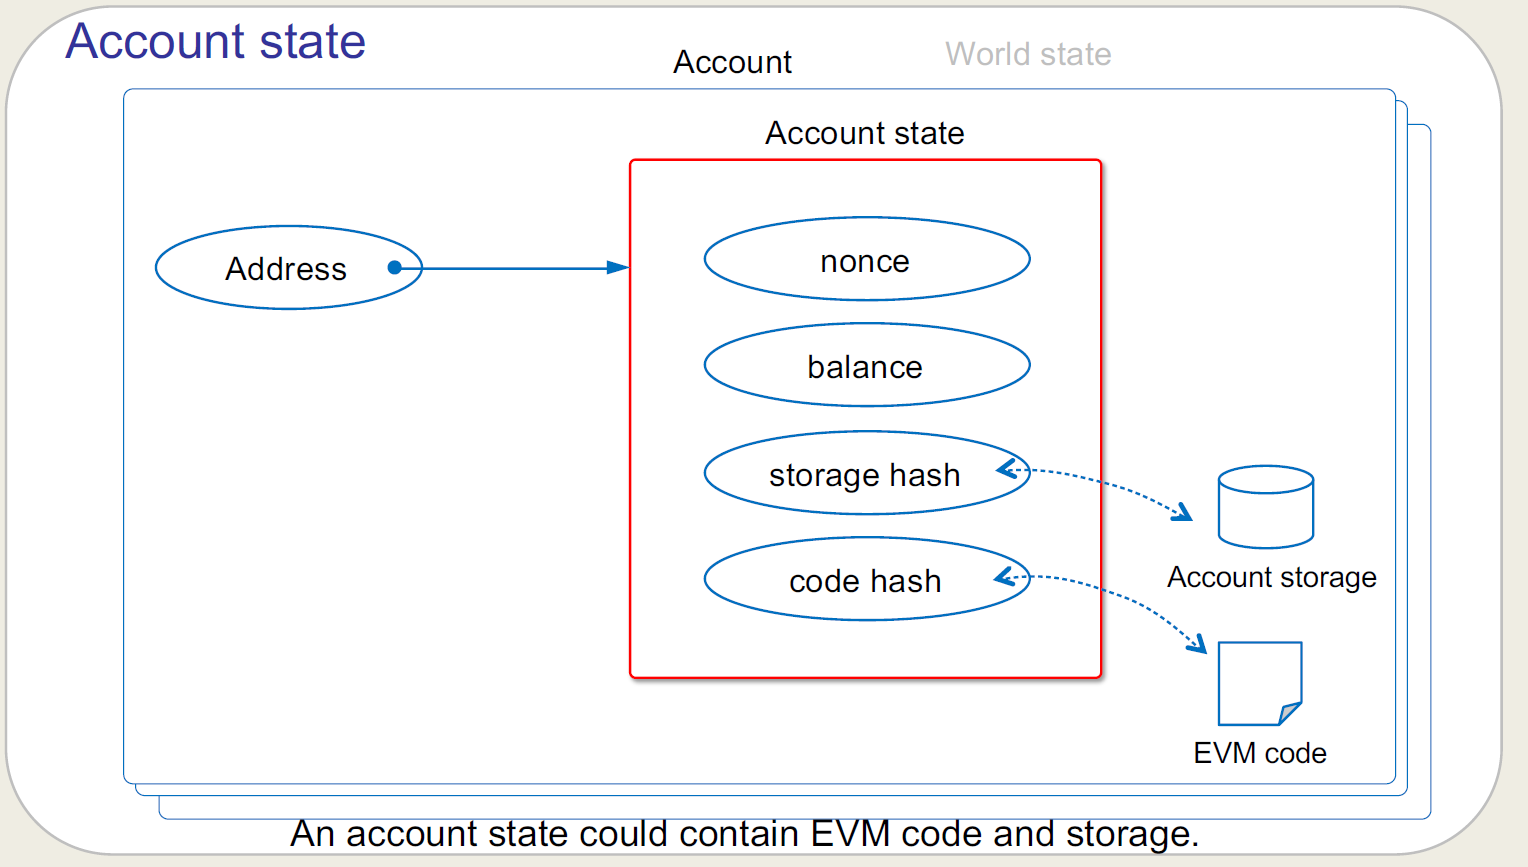 Account state
Account
World state
Account state
Address
nonce
balance
storage hash
code hash
Account storage
EVM code
An account state could contain EVM code and storage.